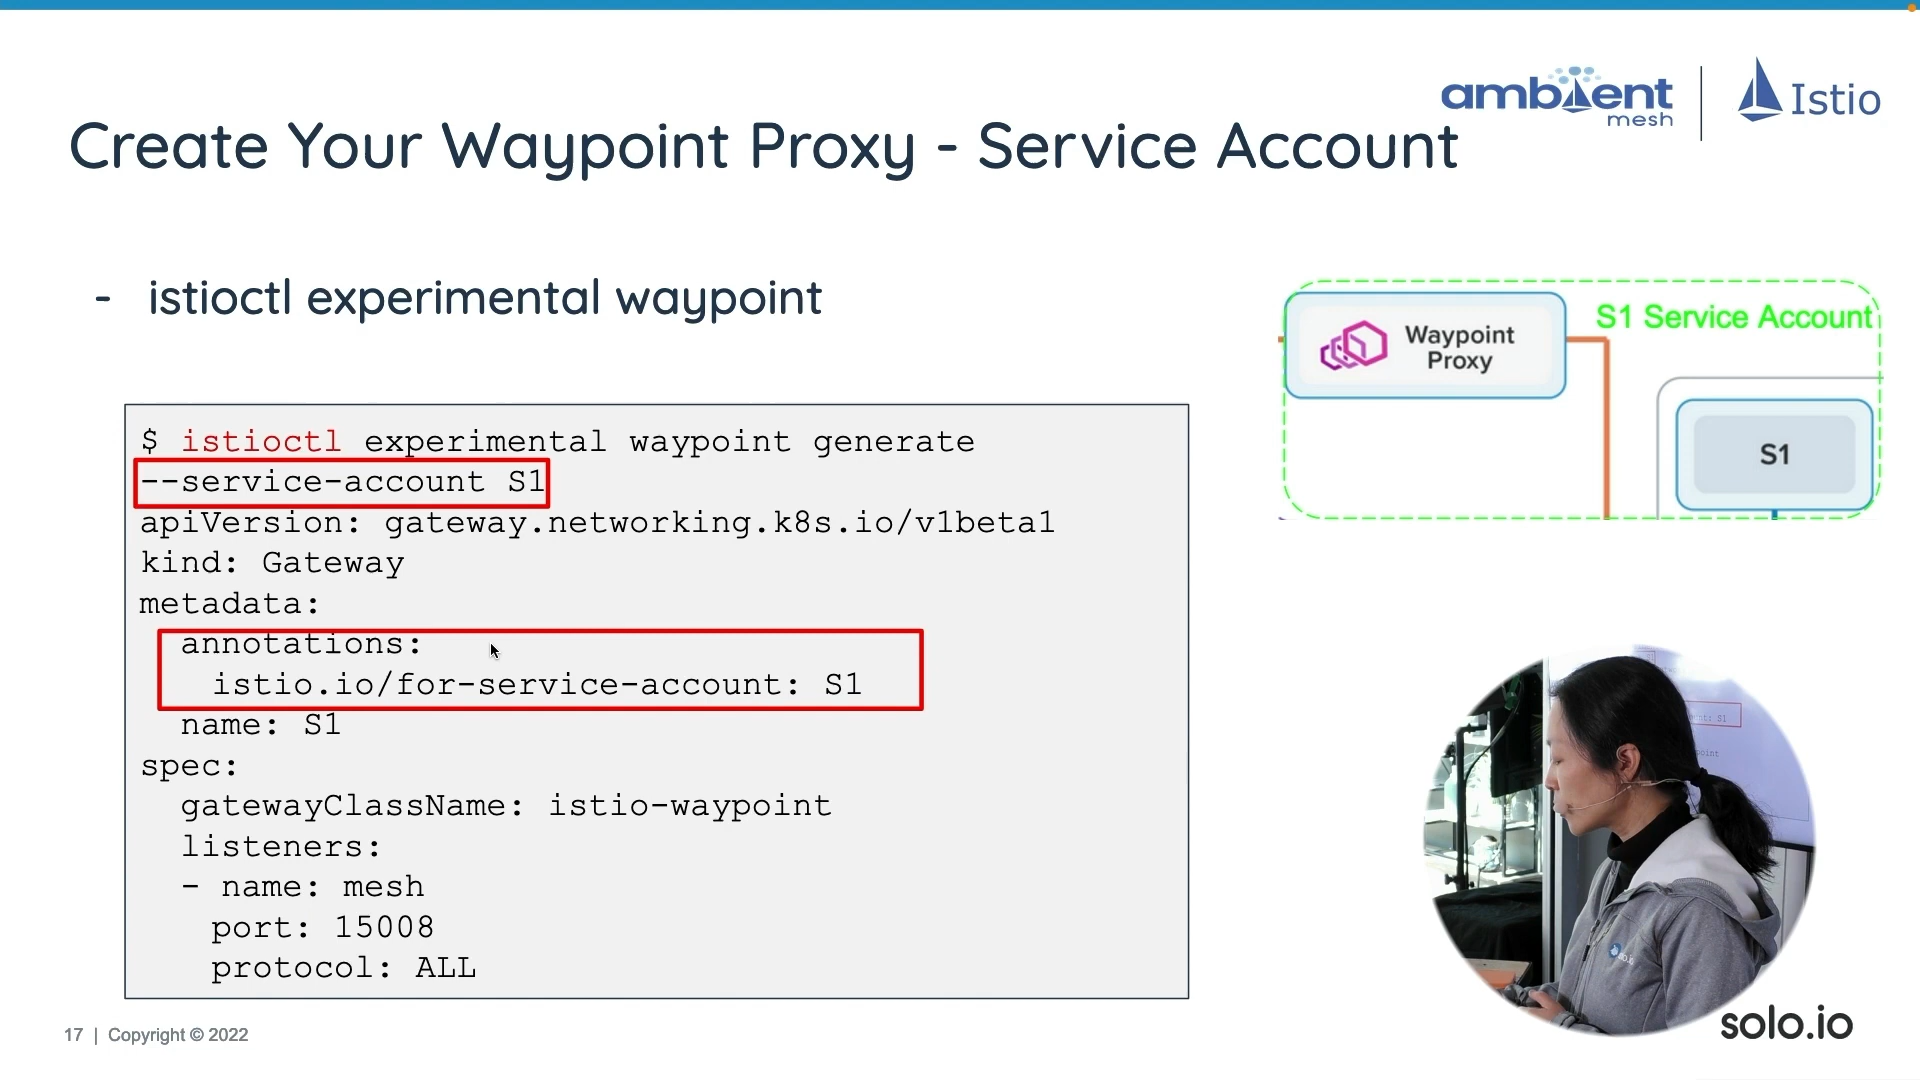 ambient
mesh
Istio
Create Your Waypoint Proxy - Service Account
- istioctl experimental waypoint
$ istioctl experimental waypoint generate
--service-account S1
apiVersion: gateway.networking.k8s.io/v1beta1
kind: Gateway
metadata:
  annotations:
    istio.io/for-service-account: S1
  name: S1
spec:
  gatewayClassName: istio-waypoint
  listeners:
  - name: mesh
    port: 15008
    protocol: ALL
Waypoint
Proxy
S1 Service Account
S1
17 | Copyright © 2022
solo.io